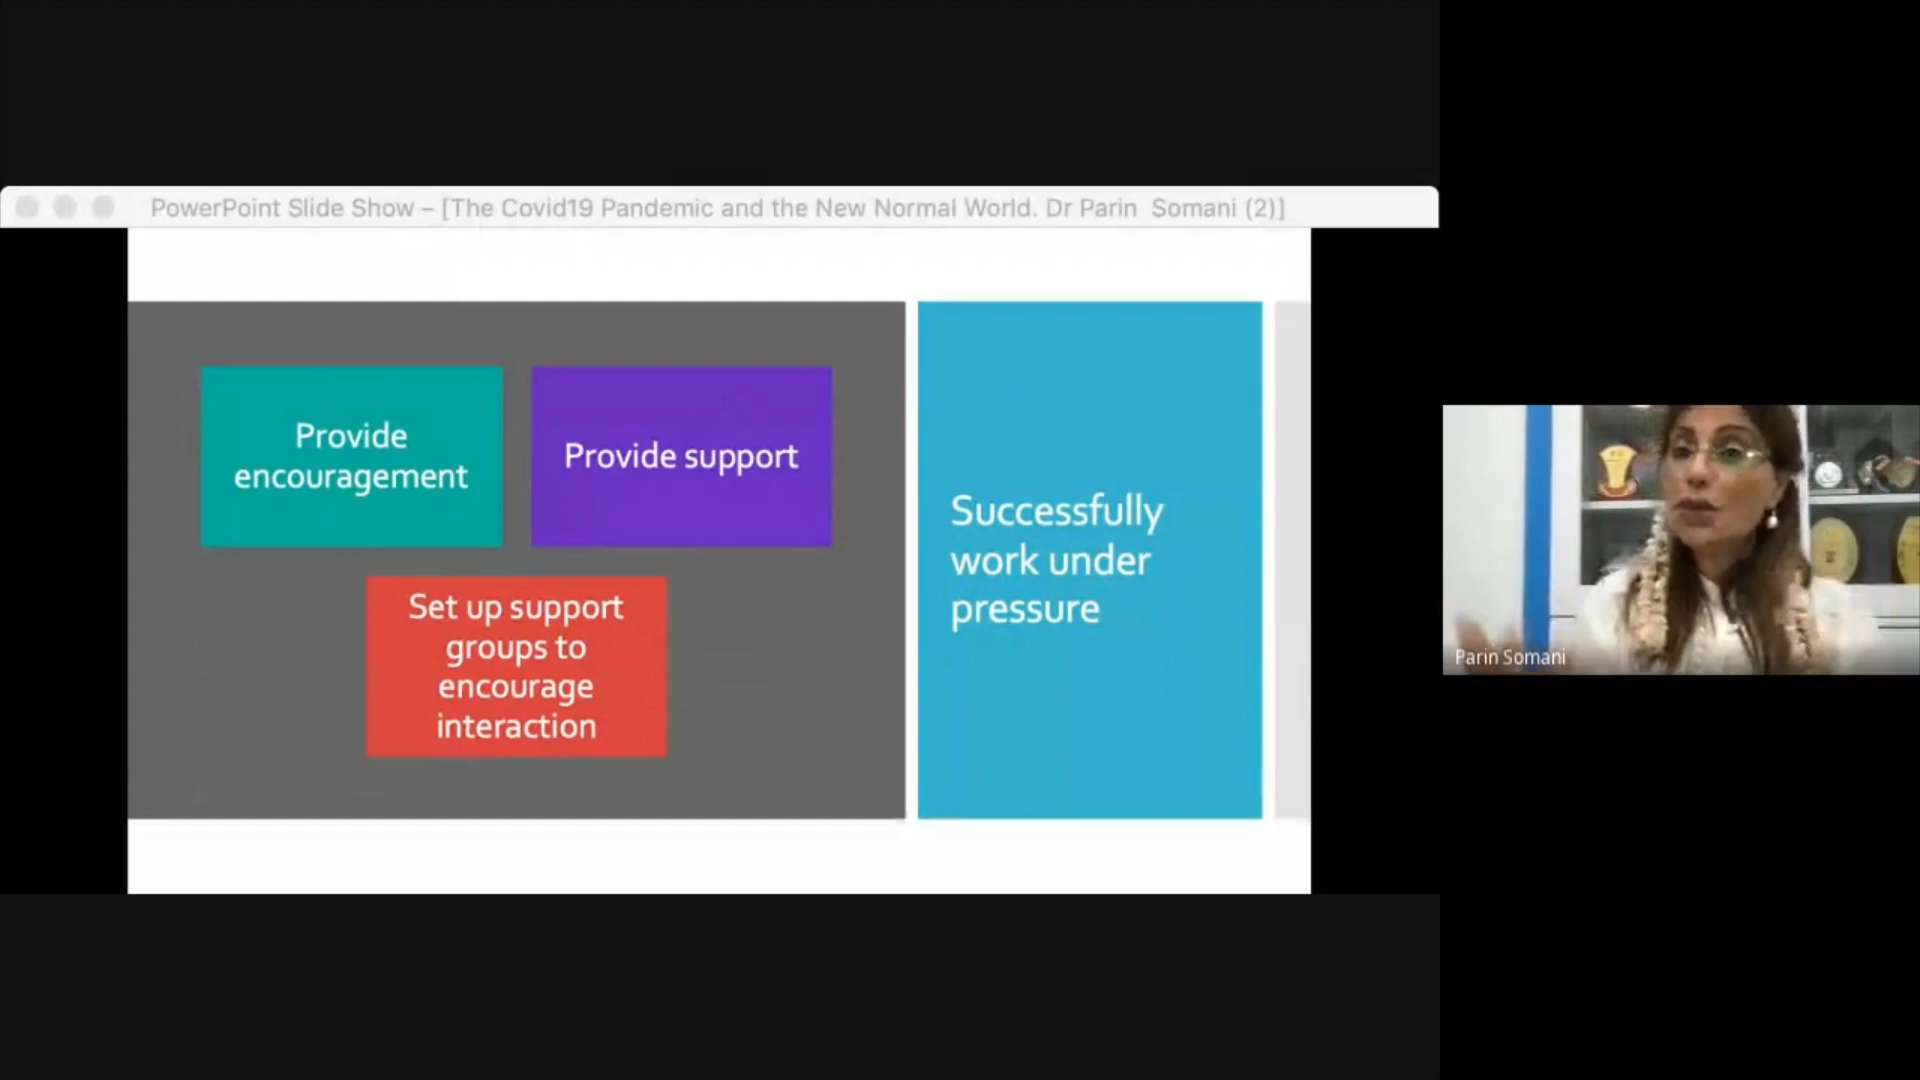 PowerPoint Slide Show – [The Covid19 Pandemic and the New Normal World. Dr Parin Somani (2)]
Provide
encouragement
Provide support
Set up support
groups to
encourage
interaction
Successfully
work under
pressure
Parin Somani